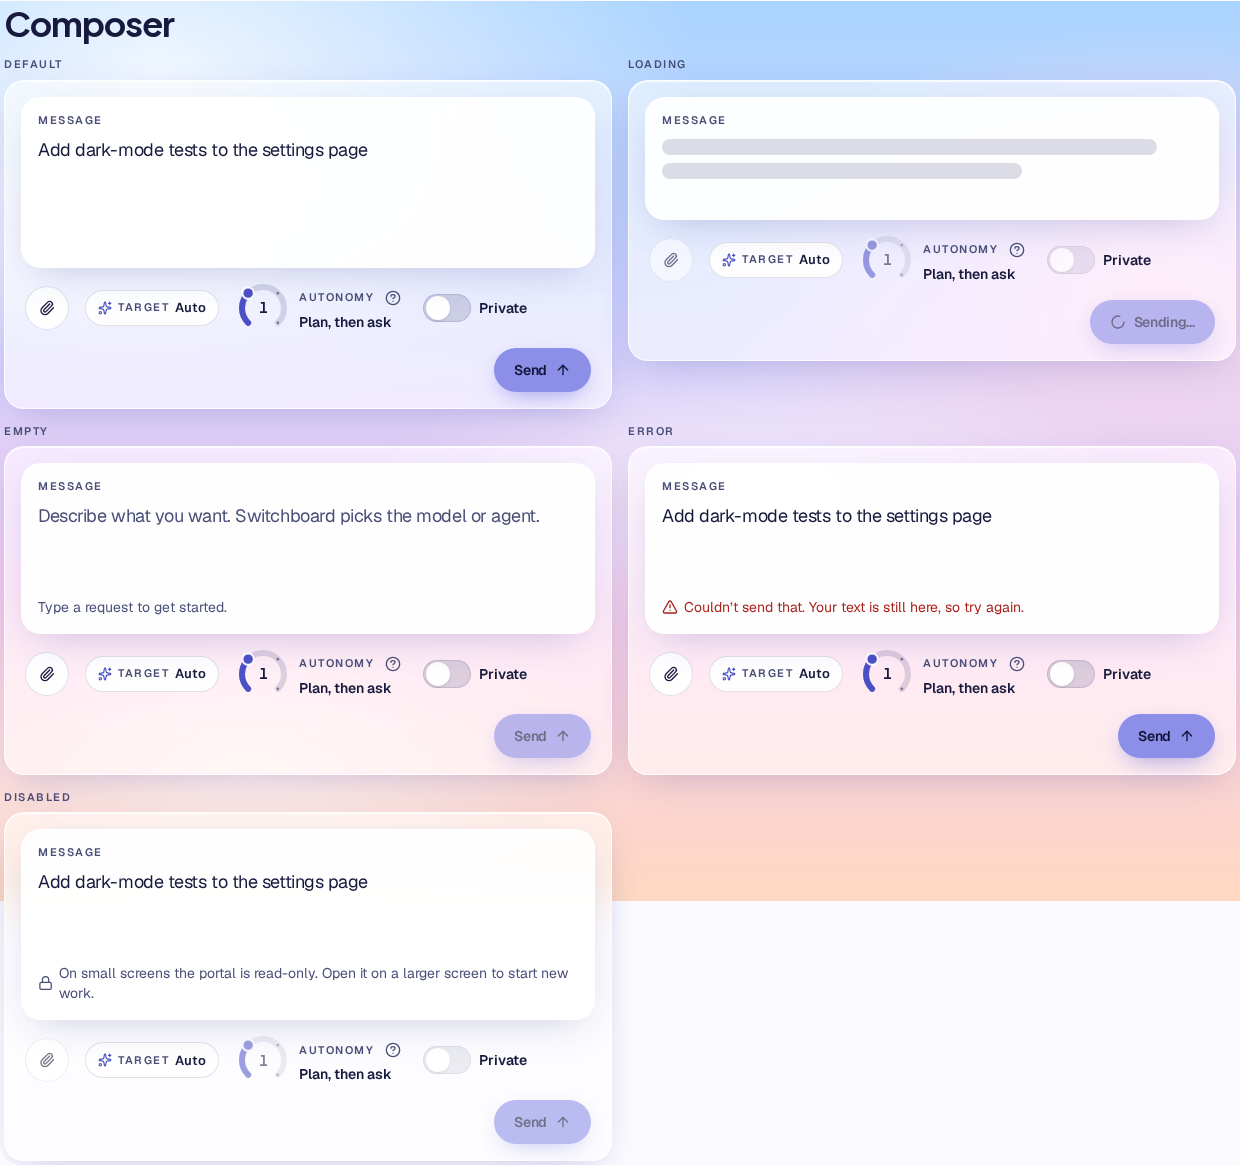 Composer
DEFAULT
MESSAGE
Add dark-mode tests to the settings page
TARGET Auto
1
AUTONOMY
Plan, then ask
Private
Send
LOADING
MESSAGE
TARGET Auto
1
AUTONOMY
Plan, then ask
Private
Sending...
EMPTY
MESSAGE
Describe what you want. Switchboard picks the model or agent.
Type a request to get started.
TARGET Auto
1
AUTONOMY
Plan, then ask
Private
Send
ERROR
MESSAGE
Add dark-mode tests to the settings page
Couldn't send that. Your text is still here, so try again.
TARGET Auto
1
AUTONOMY
Plan, then ask
Private
Send
DISABLED
MESSAGE
Add dark-mode tests to the settings page
On small screens the portal is read-only. Open it on a larger screen to start new
work.
TARGET Auto
1
AUTONOMY
Plan, then ask
Private
Send